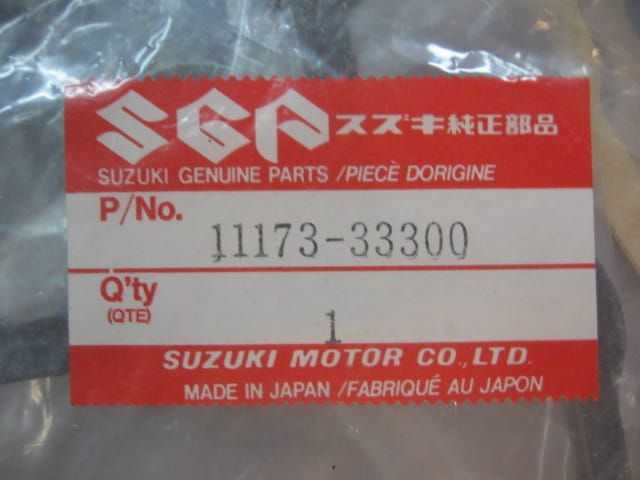 SGP スズキ純正部品
SUZUKI GENUINE PARTS /PIECÈ DORIGINE
P/No. 11173-33300
Q'ty
(QTE) 1
SUZUKI MOTOR CO.,LTD.
MADE IN JAPAN /FABRIQUÉ AU JAPON